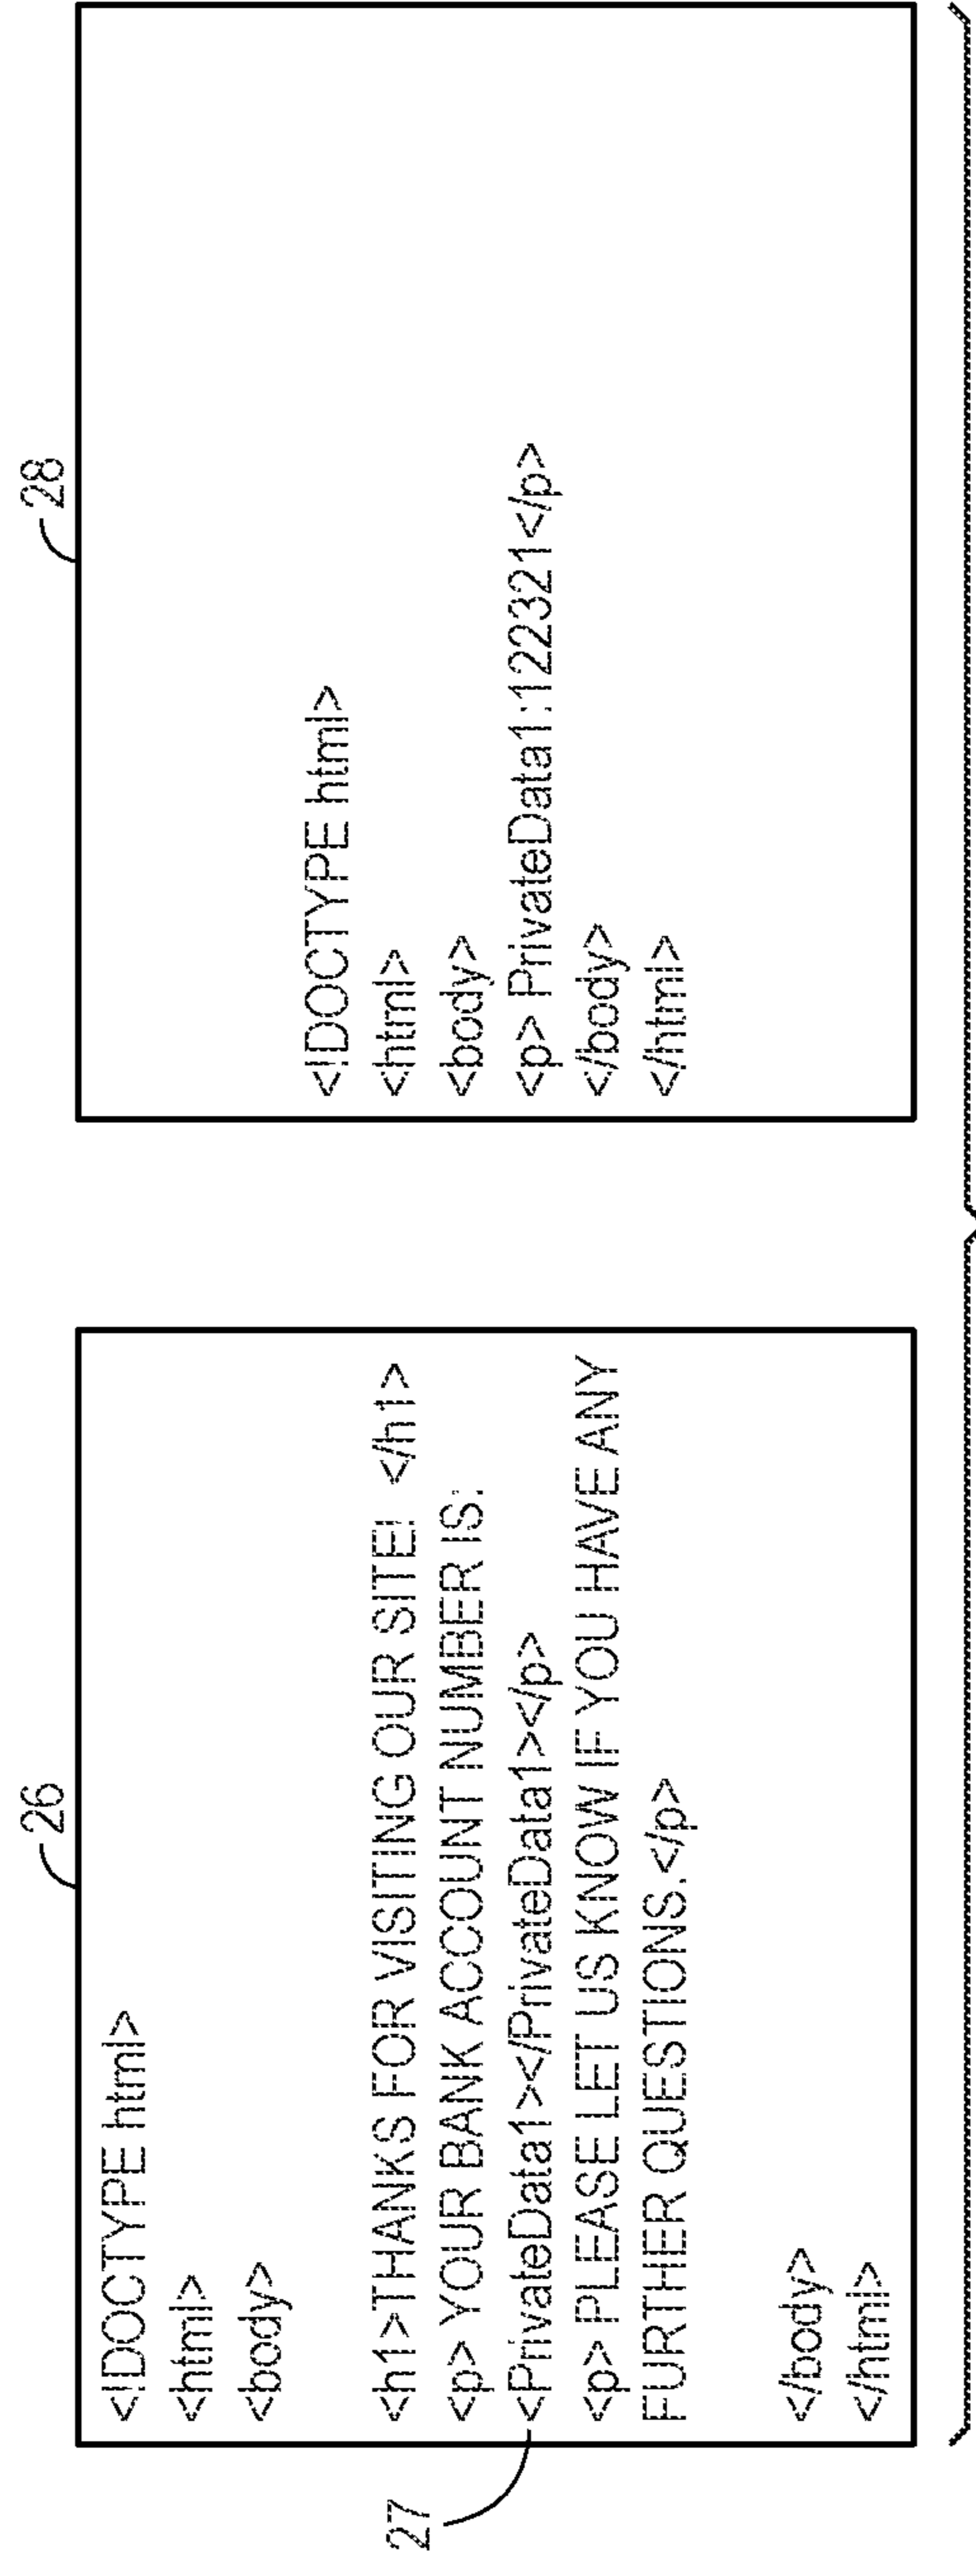 26
<!DOCTYPE html>
<html>
<body>
<h1>THANKS FOR VISITING OUR SITE! </h1>
<p> YOUR BANK ACCOUNT NUMBER IS:
27
<PrivateData1></PrivateData1></p>
<p> PLEASE LET US KNOW IF YOU HAVE ANY
FURTHER QUESTIONS.</p>
</body>
</html>
28
<!DOCTYPE html>
<html>
<body>
<p> PrivateData1:122321</p>
</body>
</html>